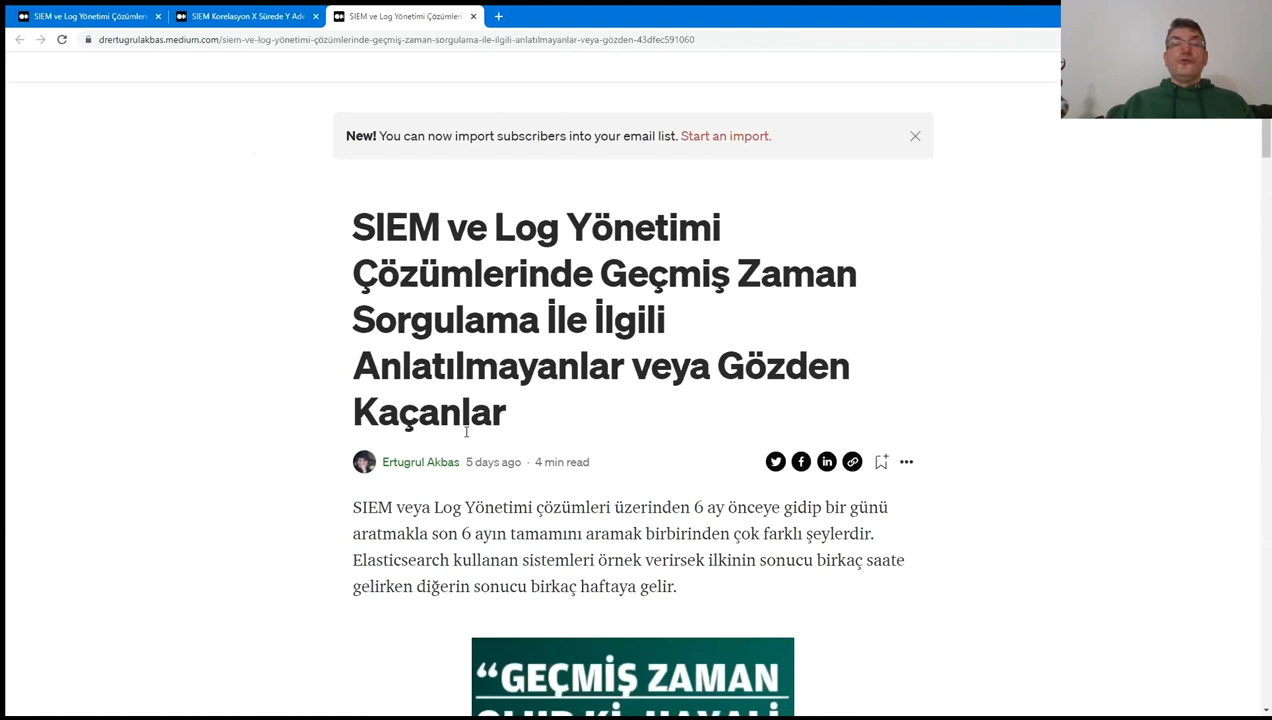 SIEM ve Log Yönetimi Çözümler
SIEM Korelasyon X Sürede Y Ade
SIEM ve Log Yönetimi Çözümleri
drertugrulakbas.medium.com/siem-ve-log-yönetimi-çözümlerinde-geçmiş-zaman-sorgulama-ile-ilgili-anlatılmayanlar-veya-gözden-43dfec591060
New! You can now import subscribers into your email list. Start an import.
SIEM ve Log Yönetimi
Çözümlerinde Geçmiş Zaman
Sorgulama İle İlgili
Anlatılmayanlar veya Gözden
Kaçanlar
Ertugrul Akbas 5 days ago · 4 min read
SIEM veya Log Yönetimi çözümleri üzerinden 6 ay önceye gidip bir günü
aratmakla son 6 ayın tamamını aramak birbirinden çok farklı şeylerdir.
Elasticsearch kullanan sistemleri örnek verirsek ilkinin sonucu birkaç saate
gelirken diğerin sonucu birkaç haftaya gelir.
“GEÇMİŞ ZAMAN
OLUR Kİ, HAYALİ